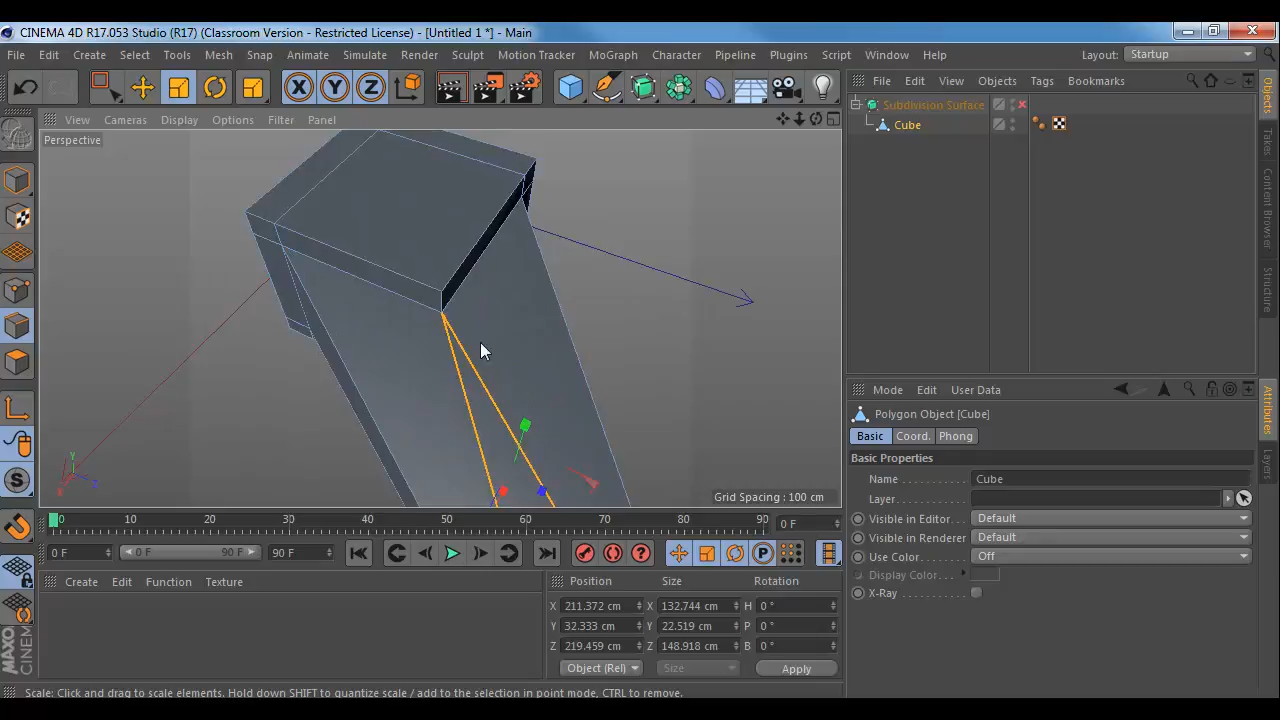 CINEMA 4D R17.053 Studio (R17) (Classroom Version - Restricted License) - [Untitled 1 *] - Main
File Edit Create Select Tools Mesh Snap Animate Simulate Render Sculpt Motion Tracker MoGraph Character Pipeline Plugins Script Window Help Layout: Startup
X Y Z
File Edit View Objects Tags Bookmarks
View Cameras Display Options Filter Panel
Subdivision Surface
Cube
Perspective
Objects
Takes
Content Browser
Structure
Mode Edit User Data
Polygon Object [Cube]
Basic Coord. Phong
Basic Properties
Name Cube
Layer
Visible in Editor Default
Visible in Renderer Default
Use Color Off
Display Color
X-Ray
Attributes
Layers
Y
X Z
Grid Spacing : 100 cm
0 10 20 30 40 50 60 70 80 90 0 F
0 F 0 F 90 F 90 F
Create Edit Function Texture
Position Size Rotation
X 211.372 cm X 132.744 cm H 0 °
Y 32.333 cm Y 22.519 cm P 0 °
Z 219.459 cm Z 148.918 cm B 0 °
Object (Rel) Size Apply
Scale: Click and drag to scale elements. Hold down SHIFT to quantize scale / add to the selection in point mode, CTRL to remove.